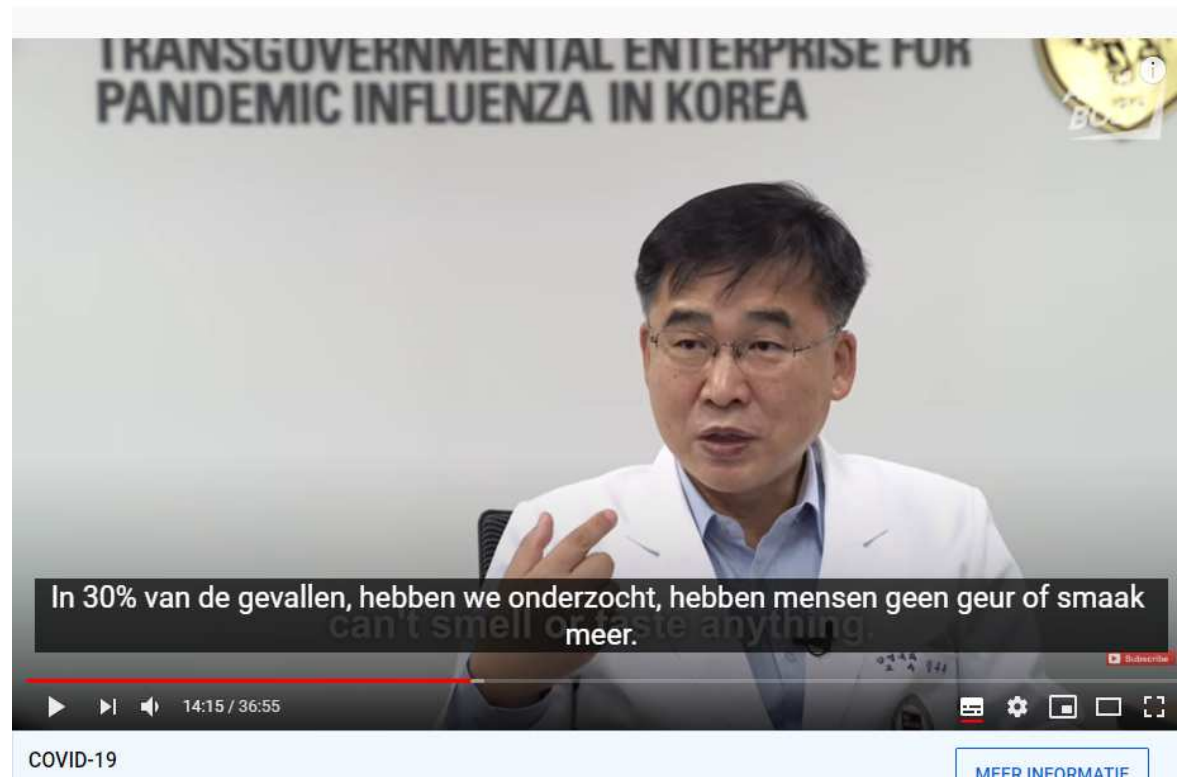 TRANSGOVERNMENTAL ENTERPRISE FOR
PANDEMIC INFLUENZA IN KOREA
In 30% van de gevallen, hebben we onderzocht, hebben mensen geen geur of smaak
meer.
can't smell or taste anything.
Subscribe
14:15 / 36:55
COVID-19
MEER INFORMATIE